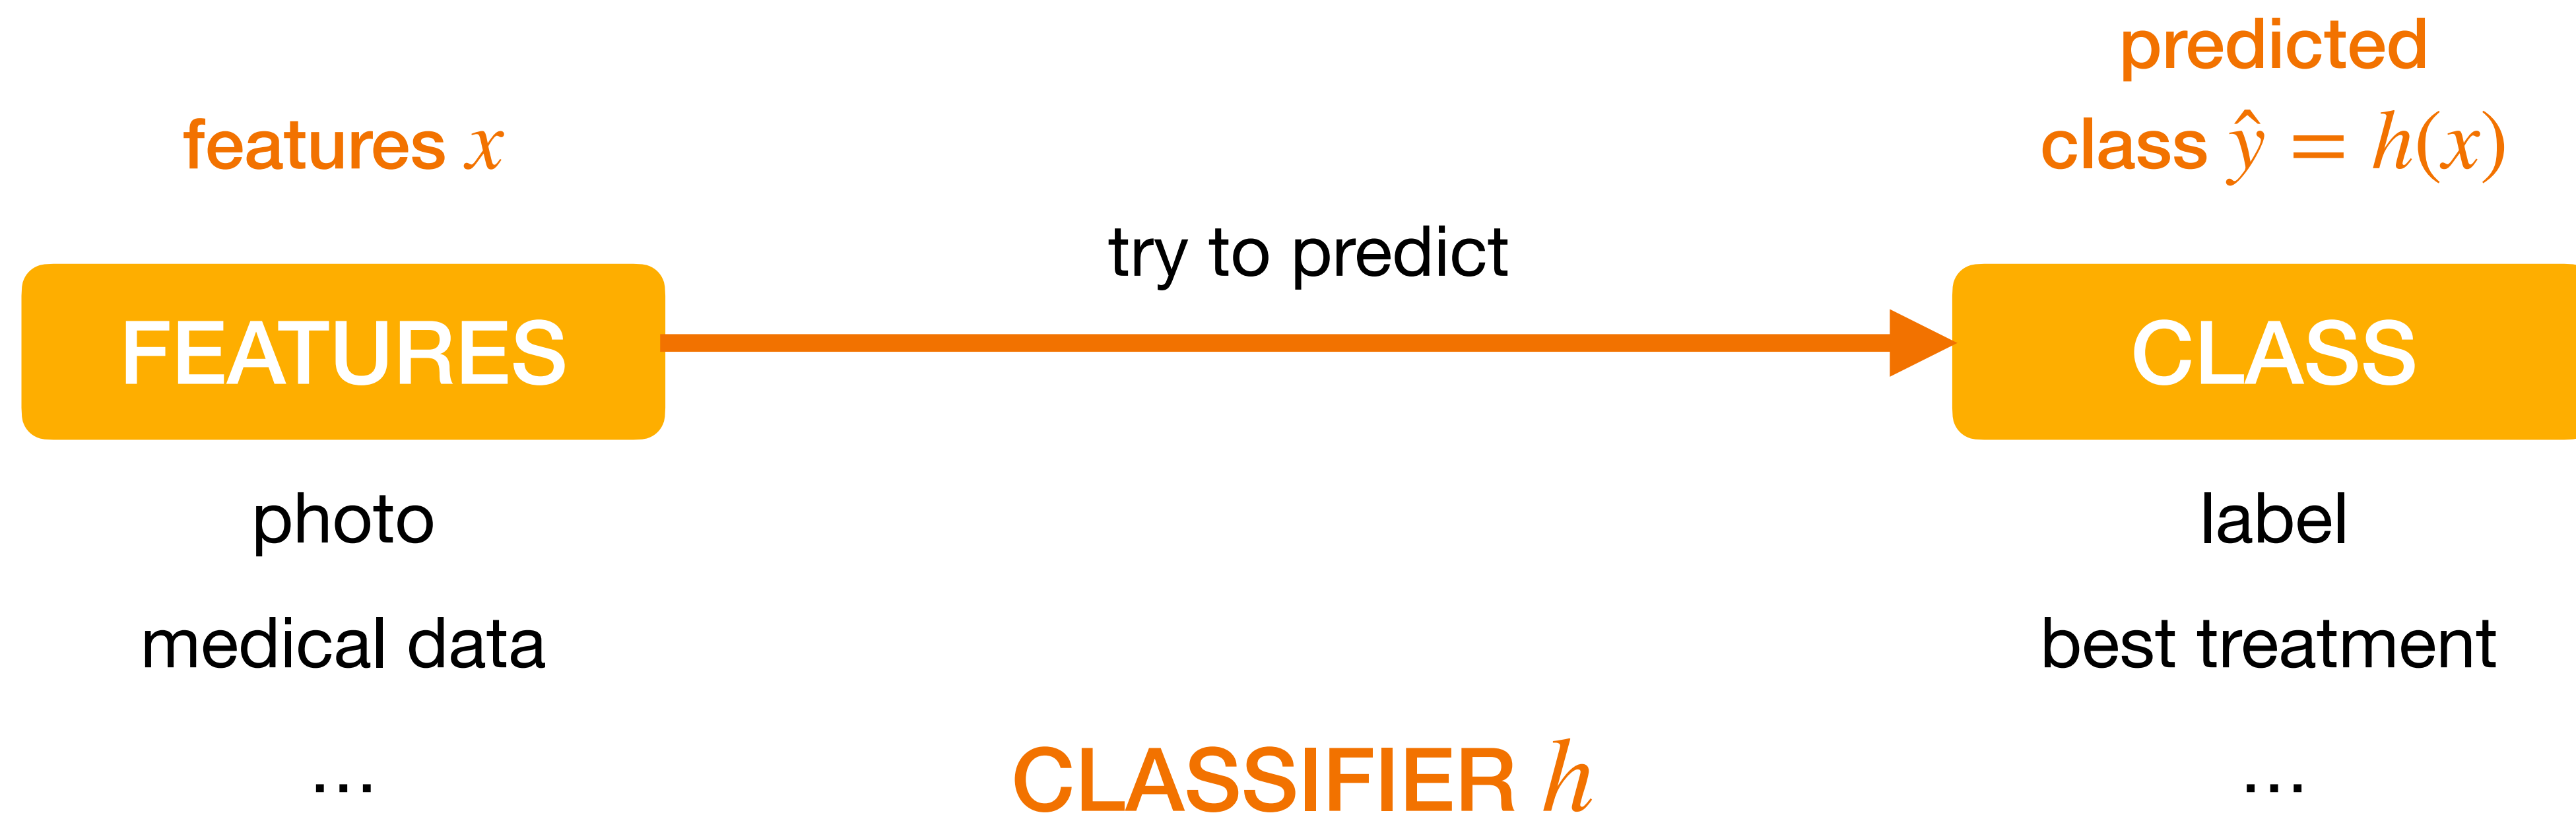 predicted
features x
class ŷ = h(x)
try to predict
FEATURES
CLASS
photo
label
medical data
best treatment
...
CLASSIFIER h
...